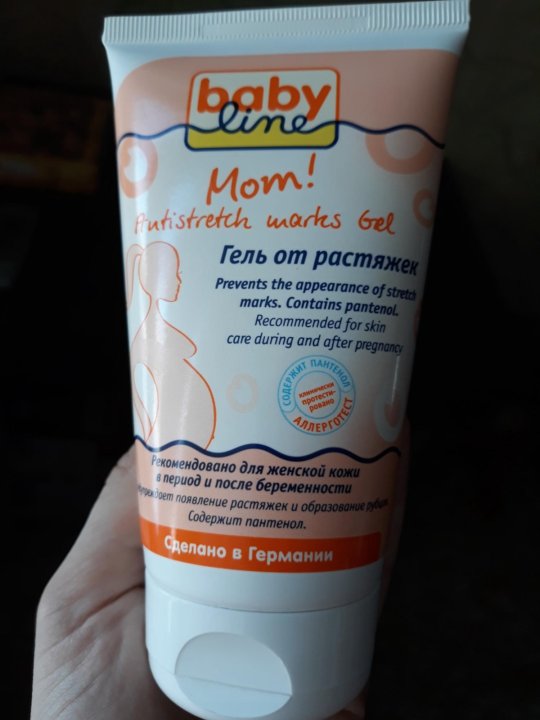 baby
line
Mom!
Antistretch marks Gel
Гель от растяжек
Prevents the appearance of stretch
marks. Contains pantenol.
Recommended for skin
care during and after pregnancy
СОДЕРЖИТ ПАНТЕНОЛ
клинически
протести-
ровано
АЛЛЕРГОТЕСТ
Рекомендовано для женской кожи
в период и после беременности
появление растяжек и образование рубцов.
Содержит пантенол.
Сделано в Германии